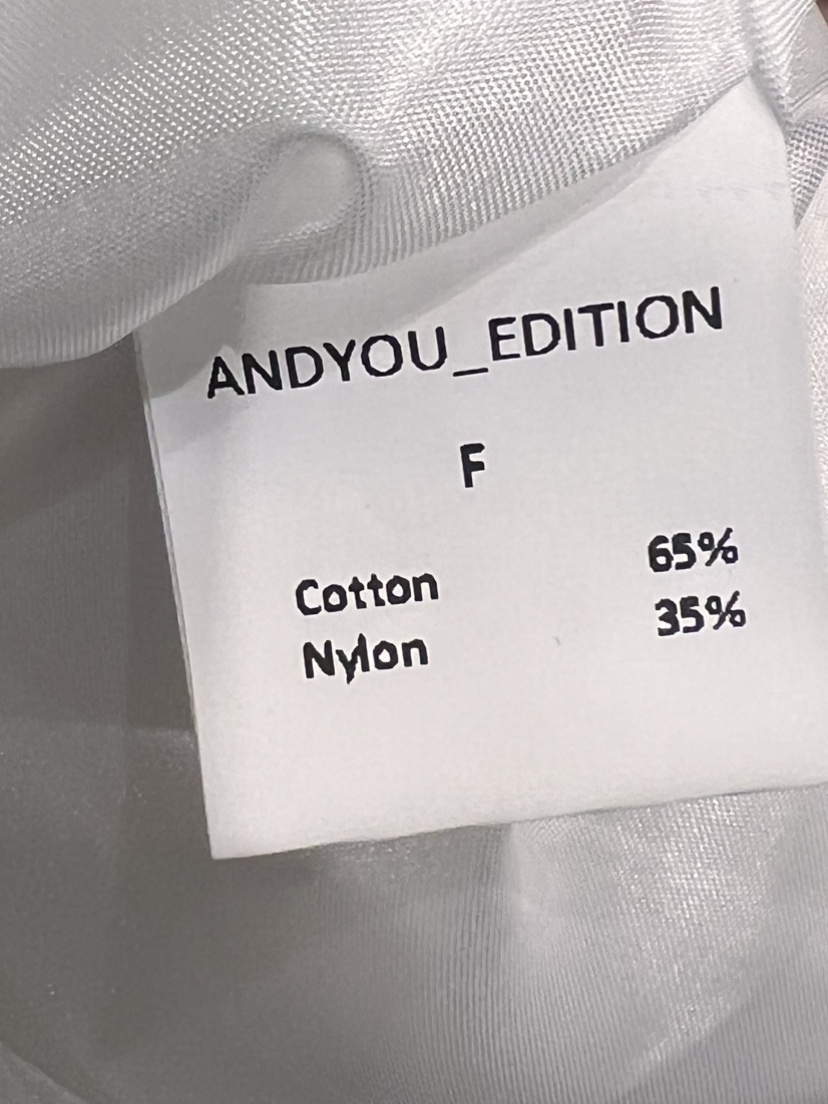 ANDYOU_EDITION
F
Cotton 65%
Nylon 35%